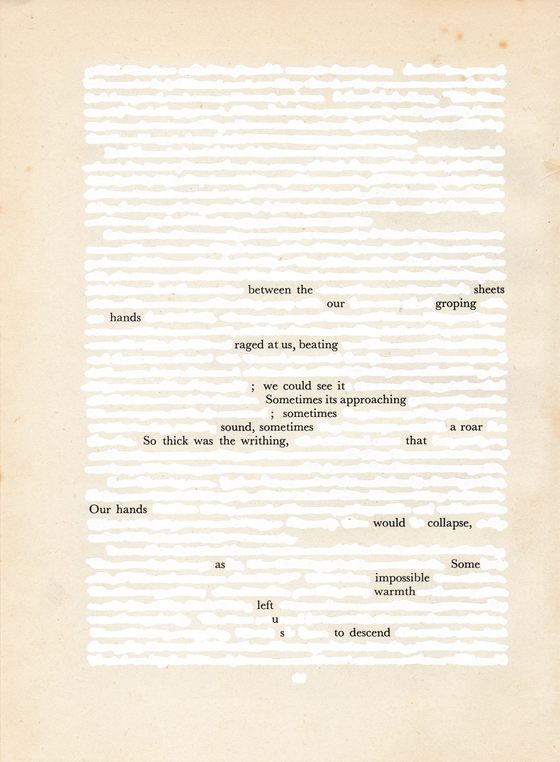 between the sheets
our groping
hands
raged at us, beating
; we could see it
Sometimes its approaching
; sometimes
sound, sometimes a roar
So thick was the writhing, that
Our hands
would collapse,
as Some
impossible
warmth
left
u
s to descend